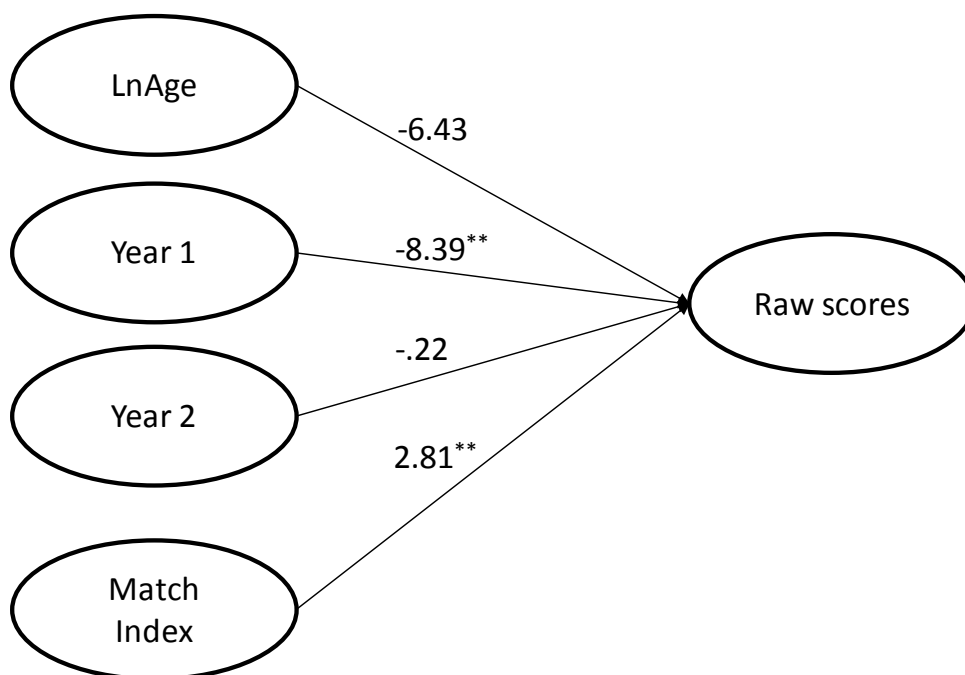 LnAge
-6.43
Year 1
-8.39**
Raw scores
Year 2
-.22
2.81**
Match
Index